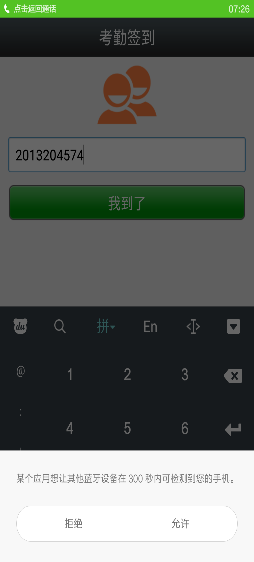 点击返回通话 07:26
考勤签到
2013204574
我到了
du 拼 En
@ 1 2 3
: 4 5 6
某个应用想让其他蓝牙设备在 300 秒内可检测到您的手机。
拒绝 允许